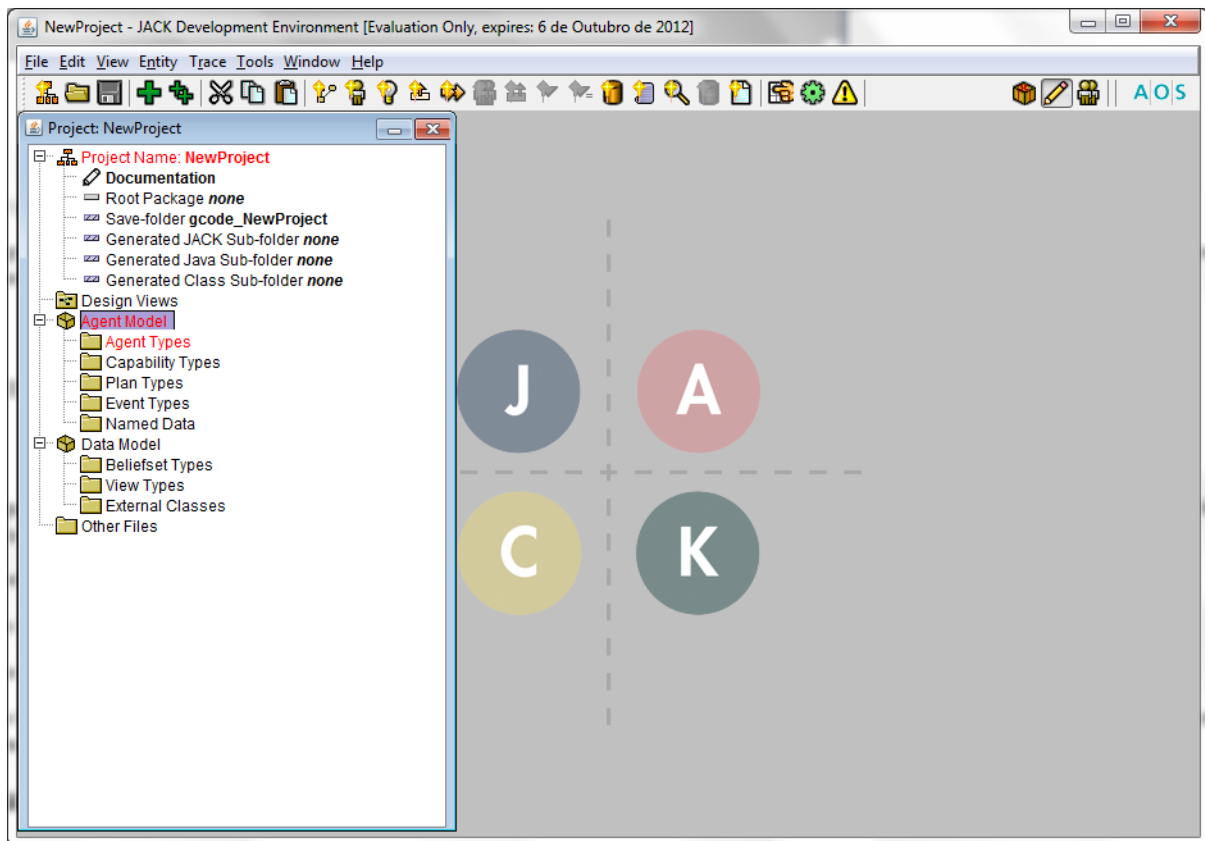 NewProject - JACK Development Environment [Evaluation Only, expires: 6 de Outubro de 2012]
File Edit View Entity Trace Tools Window Help
A|O|S
Project: NewProject
Project Name: NewProject
Documentation
Root Package none
Save-folder gcode_NewProject
Generated JACK Sub-folder none
Generated Java Sub-folder none
Generated Class Sub-folder none
Design Views
Agent Model
Agent Types
Capability Types
Plan Types
Event Types
Named Data
Data Model
Beliefset Types
View Types
External Classes
Other Files
J A
C K